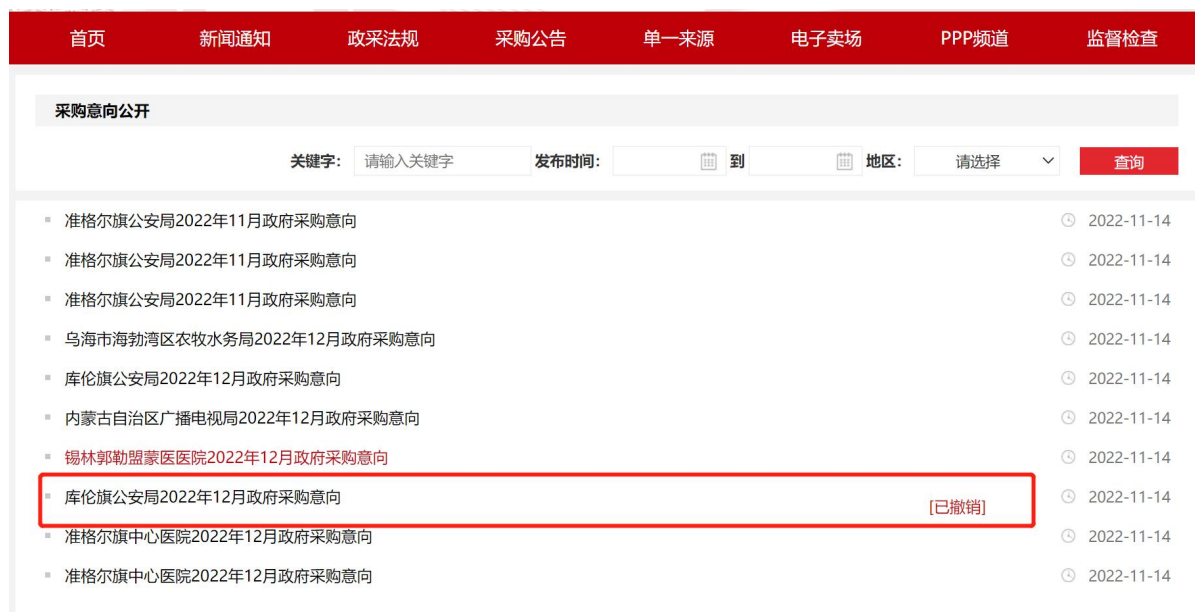 首页 新闻通知 政采法规 采购公告 单一来源 电子卖场 PPP频道 监督检查
采购意向公开
关键字： 请输入关键字 发布时间： 到 地区： 请选择 查询
准格尔旗公安局2022年11月政府采购意向 2022-11-14
准格尔旗公安局2022年11月政府采购意向 2022-11-14
准格尔旗公安局2022年11月政府采购意向 2022-11-14
乌海市海勃湾区农牧水务局2022年12月政府采购意向 2022-11-14
库伦旗公安局2022年12月政府采购意向 2022-11-14
内蒙古自治区广播电视局2022年12月政府采购意向 2022-11-14
锡林郭勒盟蒙医医院2022年12月政府采购意向 2022-11-14
库伦旗公安局2022年12月政府采购意向 [已撤销] 2022-11-14
准格尔旗中心医院2022年12月政府采购意向 2022-11-14
准格尔旗中心医院2022年12月政府采购意向 2022-11-14